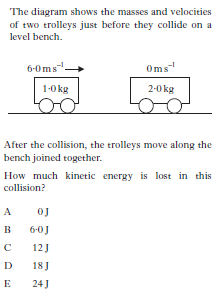 The diagram shows the masses and velocities
of two trolleys just before they collide on a
level bench.
6·0 m s⁻¹ 0 m s⁻¹
1·0 kg 2·0 kg
After the collision, the trolleys move along the
bench joined together.
How much kinetic energy is lost in this
collision?
A 0 J
B 6·0 J
C 12 J
D 18 J
E 24 J